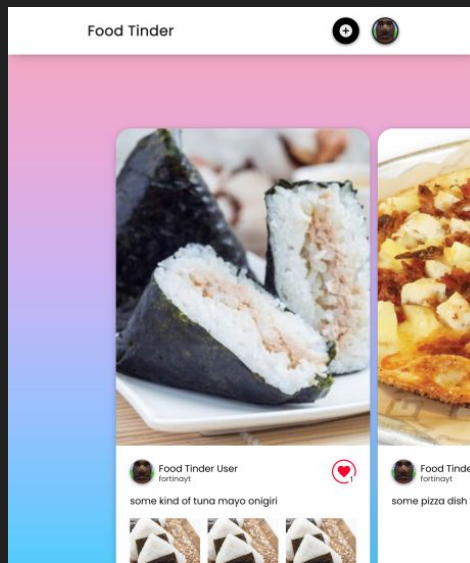 Food Tinder
Food Tinder User
fortinayt
1
some kind of tuna mayo onigiri
Food Tinde
fortinayt
some pizza dish